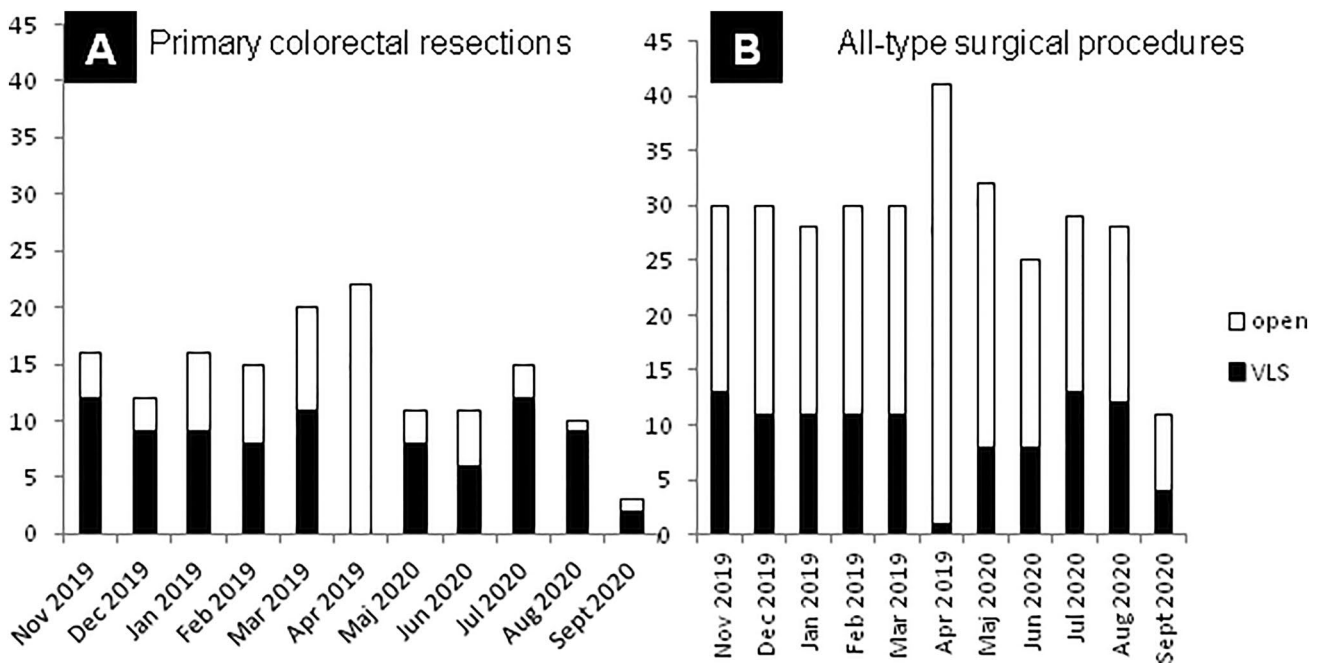 A Primary colorectal resections
45
40
35
30
25
20
15
10
5
0
Nov 2019
Dec 2019
Jan 2019
Feb 2019
Mar 2019
Apr 2019
Maj 2020
Jun 2020
Jul 2020
Aug 2020
Sept 2020
B All-type surgical procedures
45
40
35
30
25
20
15
10
5
0
Nov 2019
Dec 2019
Jan 2019
Feb 2019
Mar 2019
Apr 2019
Maj 2020
Jun 2020
Jul 2020
Aug 2020
Sept 2020
open
VLS